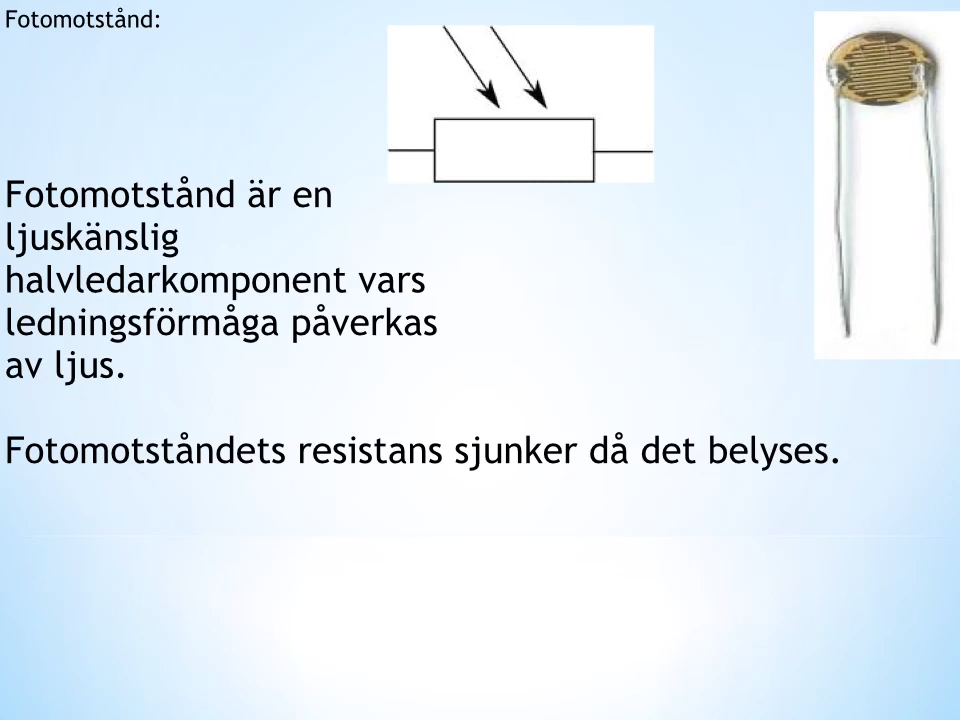 Fotomotstånd:
Fotomotstånd är en
ljuskänslig
halvledarkomponent vars
ledningsförmåga påverkas
av ljus.
Fotomotståndets resistans sjunker då det belyses.